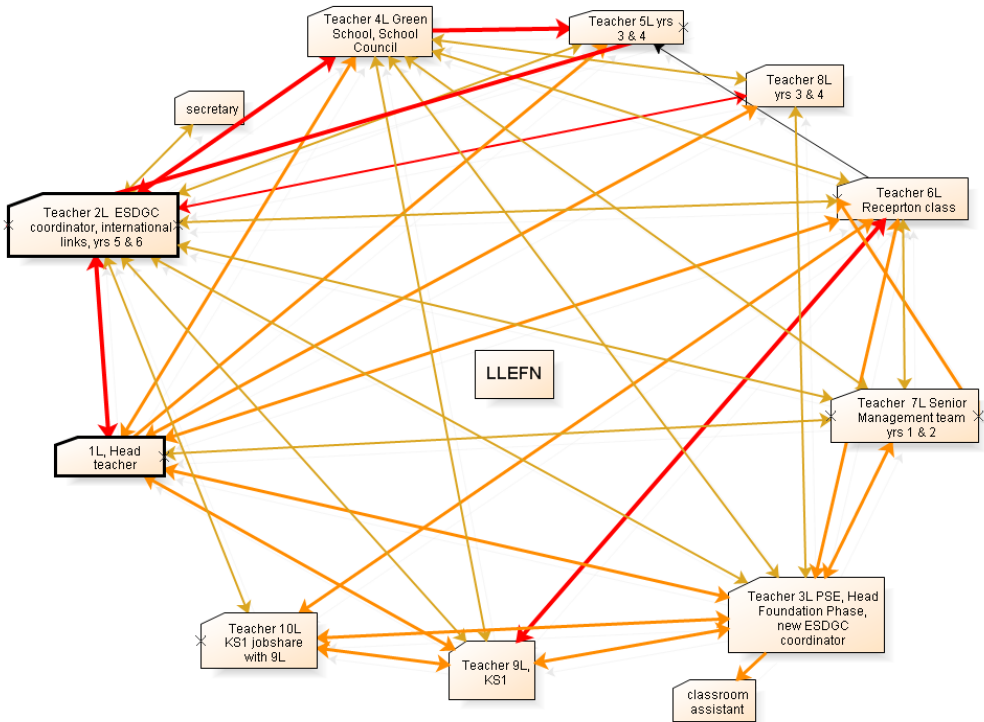 Teacher 4L Green
School, School
Council
Teacher 5L yrs
3 & 4
Teacher 8L
yrs 3 & 4
secretary
Teacher 6L
Receprton class
Teacher 2L ESDGC
coordinator, international
links, yrs 5 & 6
LLEFN
Teacher 7L Senior
Management team
yrs 1 & 2
1L, Head
teacher
Teacher 3L PSE, Head
Foundation Phase,
new ESDGC
coordinator
Teacher 10L
KS1 jobshare
with 9L
Teacher 9L,
KS1
classroom
assistant